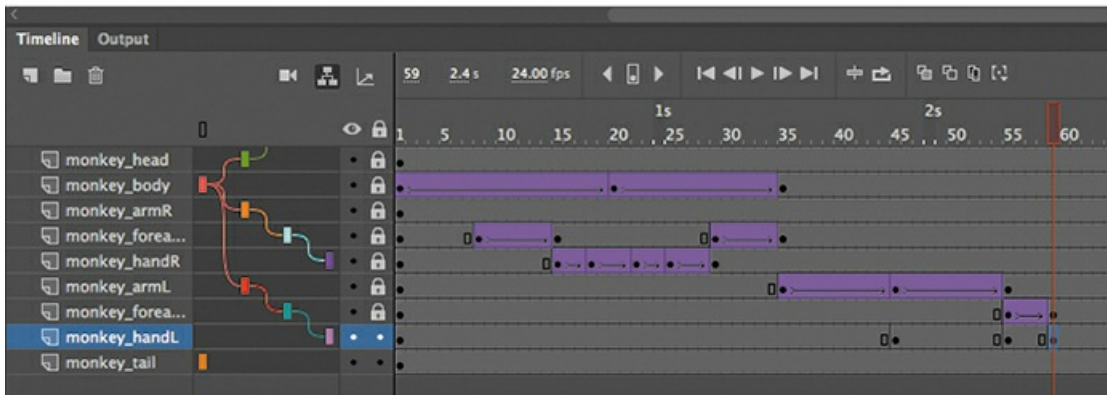 Timeline Output
59 2.4 s 24.00 fps
1s 2s
1 5 10 15 20 25 30 35 40 45 50 55 60
monkey_head
monkey_body
monkey_armR
monkey_forea...
monkey_handR
monkey_armL
monkey_forea...
monkey_handL
monkey_tail